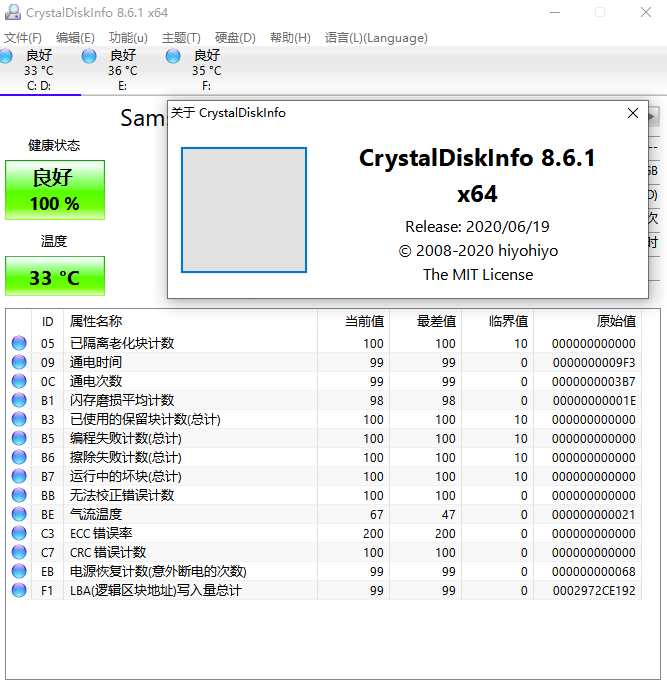 CrystalDiskInfo 8.6.1 x64
文件(F) 编辑(E) 功能(u) 主题(T) 硬盘(D) 帮助(H) 语言(L)(Language)
良好 良好 良好
33 °C 36 °C 35 °C
C: D: E: F:
Sam
关于 CrystalDiskInfo
CrystalDiskInfo 8.6.1
x64
Release: 2020/06/19
© 2008-2020 hiyohiyo
The MIT License
--
GB
D)
次
时
健康状态
良好
100 %
温度
33 °C
ID 属性名称 当前值 最差值 临界值 原始值
05 已隔离老化块计数 100 100 10 000000000000
09 通电时间 99 99 0 0000000009F3
0C 通电次数 99 99 0 0000000003B7
B1 闪存磨损平均计数 98 98 0 00000000001E
B3 已使用的保留块计数(总计) 100 100 10 000000000000
B5 编程失败计数(总计) 100 100 10 000000000000
B6 擦除失败计数(总计) 100 100 10 000000000000
B7 运行中的坏块(总计) 100 100 10 000000000000
BB 无法校正错误计数 100 100 0 000000000000
BE 气流温度 67 47 0 000000000021
C3 ECC 错误率 200 200 0 000000000000
C7 CRC 错误计数 100 100 0 000000000000
EB 电源恢复计数(意外断电的次数) 99 99 0 000000000068
F1 LBA(逻辑区块地址)写入量总计 99 99 0 0002972CE192